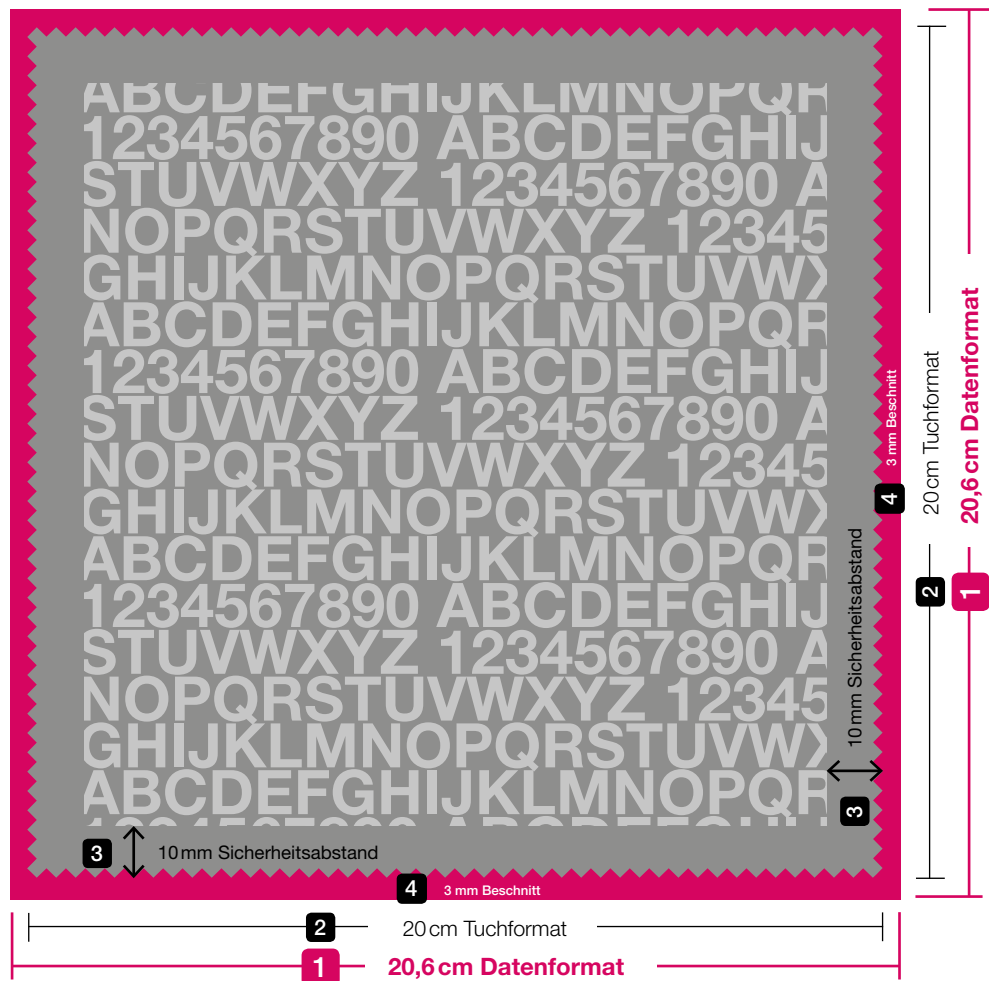 ABCDEFGHIJKLMNOPQR
1234567890 ABCDEFGHIJ
STUVWXYZ 1234567890 A
NOPQRSTUVWXYZ 12345
GHIJKLMNOPQRSTUVWX
ABCDEFGHIJKLMNOPQR
1234567890 ABCDEFGHIJ
STUVWXYZ 1234567890 A
NOPQRSTUVWXYZ 12345
GHIJKLMNOPQRSTUVWX
ABCDEFGHIJKLMNOPQR
1234567890 ABCDEFGHIJ
STUVWXYZ 1234567890 A
NOPQRSTUVWXYZ 12345
GHIJKLMNOPQRSTUVWX
ABCDEFGHIJKLMNOPQR
3 10 mm Sicherheitsabstand
4 3 mm Beschnitt
2 20 cm Tuchformat
1 20,6 cm Datenformat
3 10 mm Sicherheitsabstand
4 3 mm Beschnitt
2 20 cm Tuchformat
1 20,6 cm Datenformat